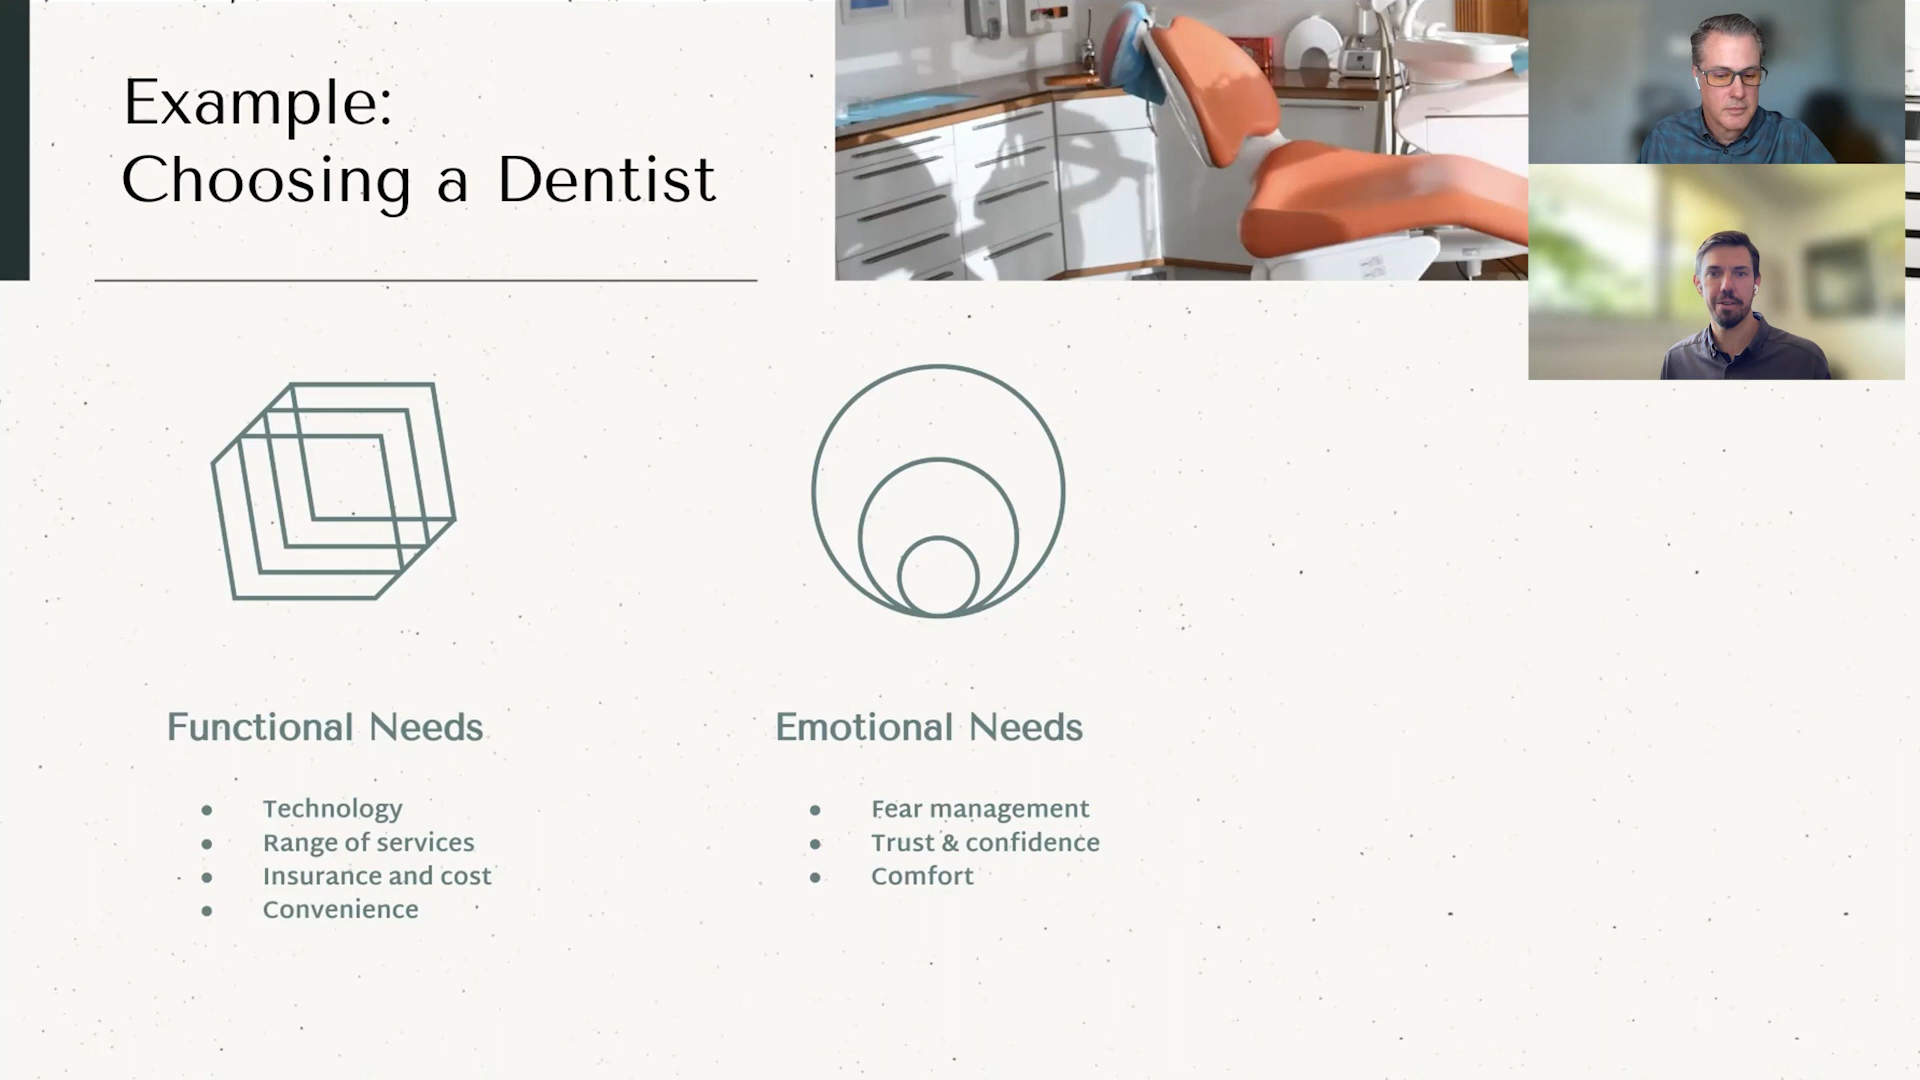 Example:
Choosing a Dentist
Functional Needs
● Technology
● Range of services
● Insurance and cost
● Convenience
Emotional Needs
● Fear management
● Trust & confidence
● Comfort